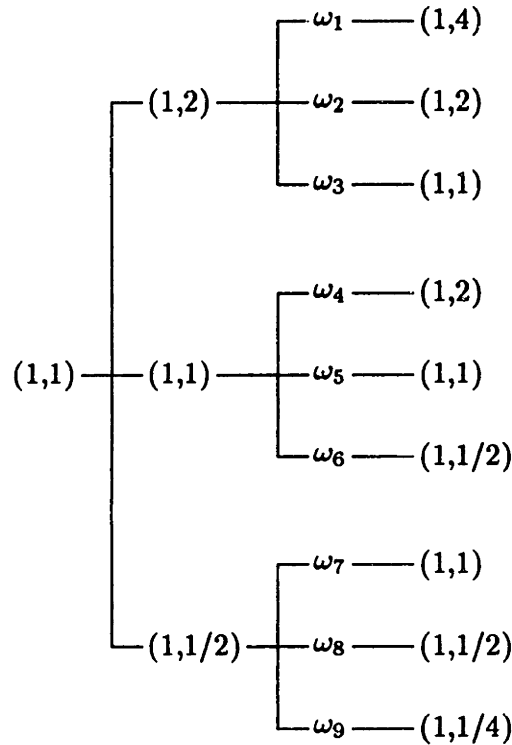 ω₁ (1,4)
(1,2) ω₂ (1,2)
ω₃ (1,1)
ω₄ (1,2)
(1,1) (1,1) ω₅ (1,1)
ω₆ (1,1/2)
ω₇ (1,1)
(1,1/2) ω₈ (1,1/2)
ω₉ (1,1/4)